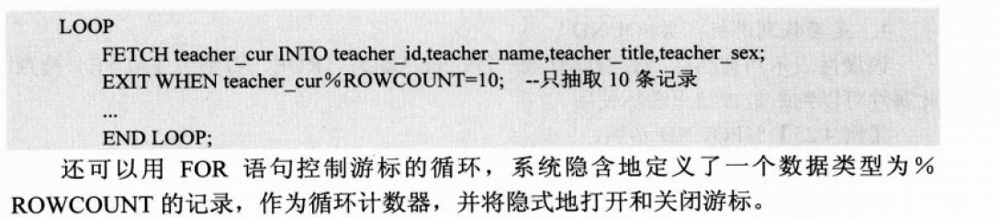 LOOP
FETCH teacher_cur INTO teacher_id,teacher_name,teacher_title,teacher_sex;
EXIT WHEN teacher_cur%ROWCOUNT=10;    --只抽取 10 条记录
...
END LOOP;
还可以用 FOR 语句控制游标的循环，系统隐含地定义了一个数据类型为%
ROWCOUNT 的记录，作为循环计数器，并将隐式地打开和关闭游标。